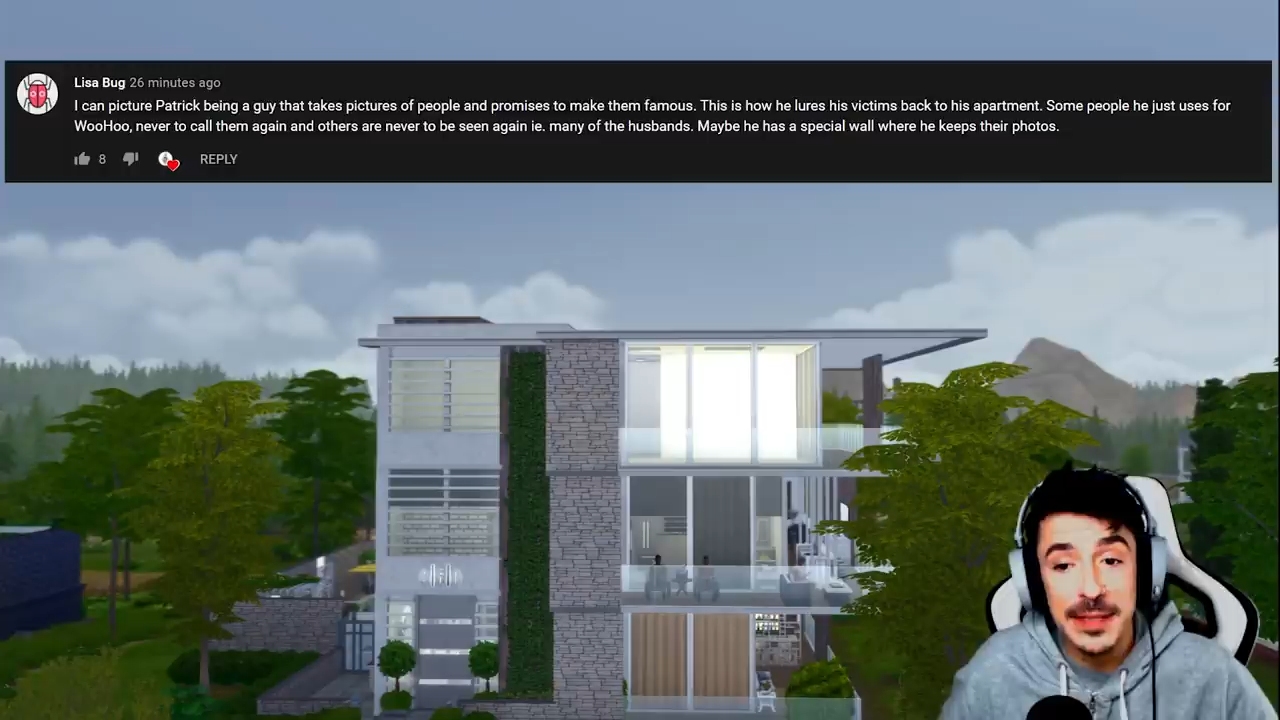 Lisa Bug 26 minutes ago
I can picture Patrick being a guy that takes pictures of people and promises to make them famous. This is how he lures his victims back to his apartment. Some people he just uses for
WooHoo, never to call them again and others are never to be seen again ie. many of the husbands. Maybe he has a special wall where he keeps their photos.
8 REPLY